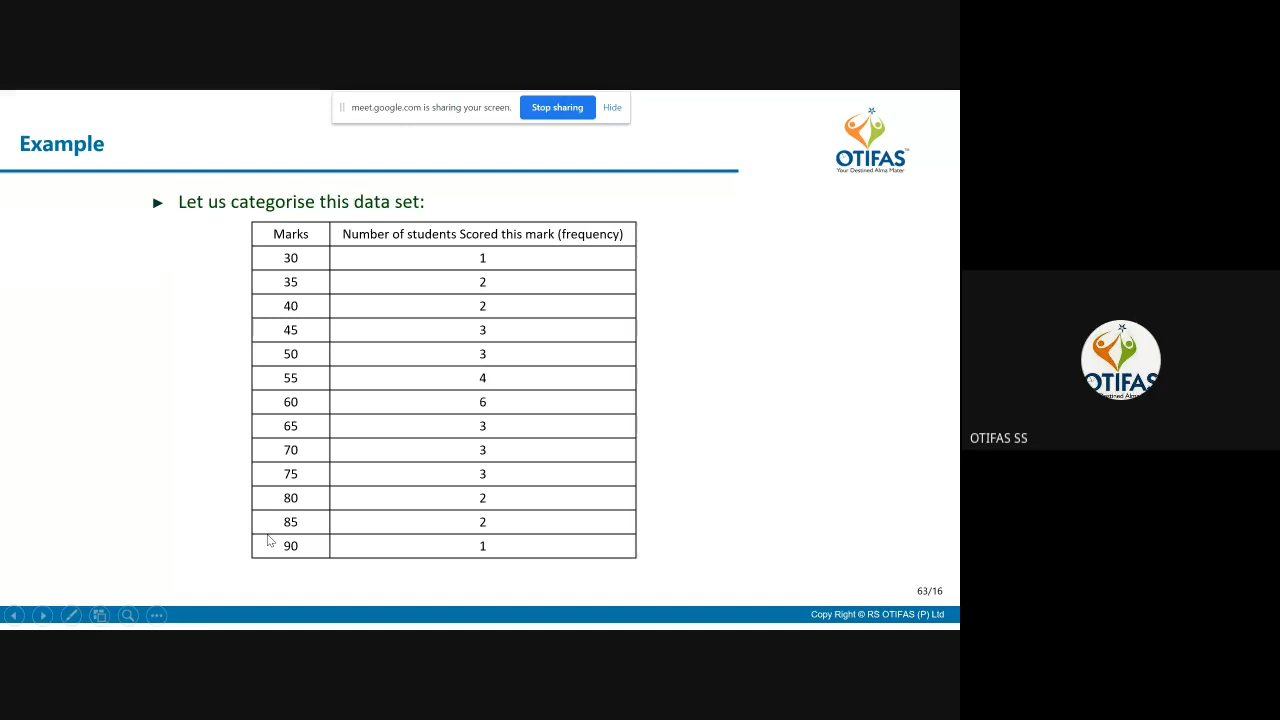 meet.google.com is sharing your screen. Stop sharing Hide
Example
OTIFAS™
Your Destined Alma Mater
► Let us categorise this data set:
Marks Number of students Scored this mark (frequency)
30 1
35 2
40 2
45 3
50 3
55 4
60 6
65 3
70 3
75 3
80 2
85 2
90 1
OTIFAS
Destined Alma
OTIFAS SS
63/16
Copy Right © RS OTIFAS (P) Ltd